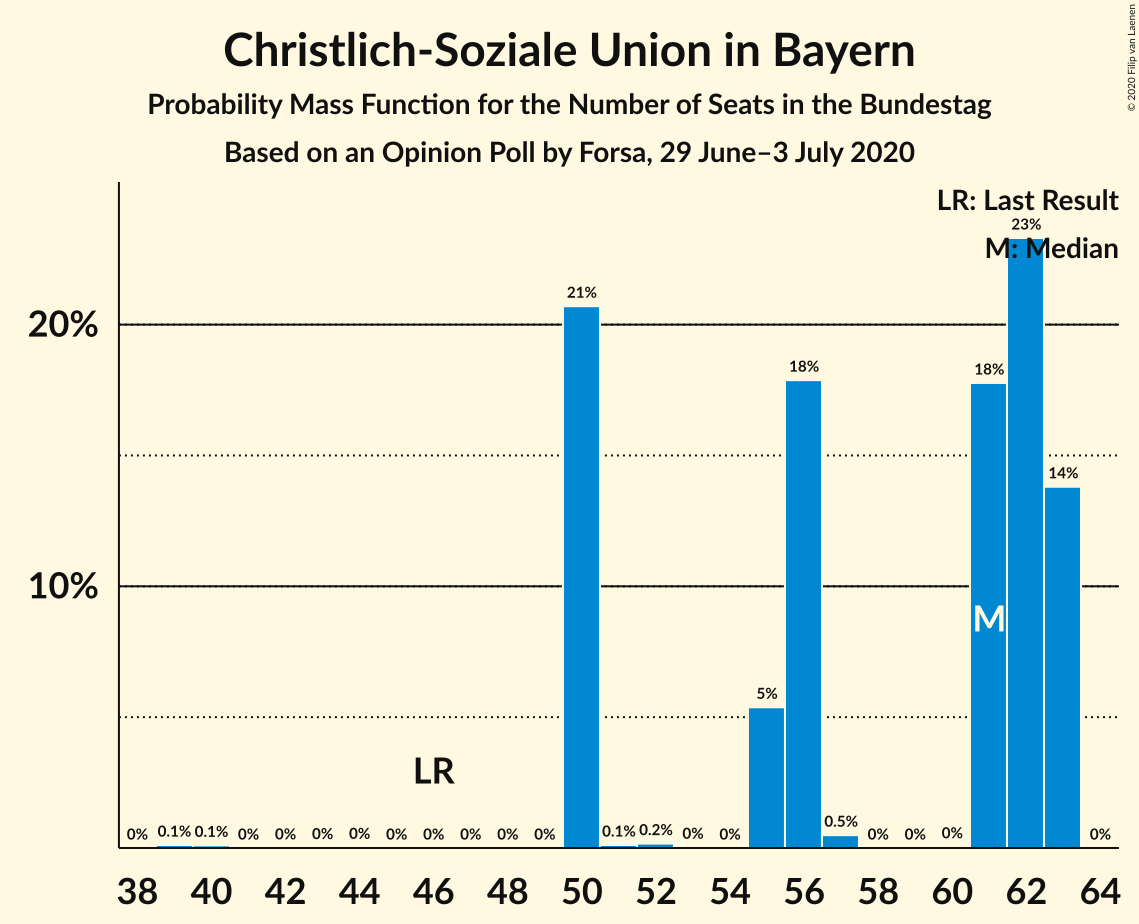 Christlich-Soziale Union in Bayern
Probability Mass Function for the Number of Seats in the Bundestag
Based on an Opinion Poll by Forsa, 29 June–3 July 2020
© 2020 Filip van Laenen
LR: Last Result
M: Median
20%
10%
0% 0.1% 0.1% 0% 0% 0% 0% 0% 0% 0% 0% 0% 21% 0.1% 0.2% 0% 0% 5% 18% 0.5% 0% 0% 0% 18% 23% 14% 0%
LR
M
38 40 42 44 46 48 50 52 54 56 58 60 62 64